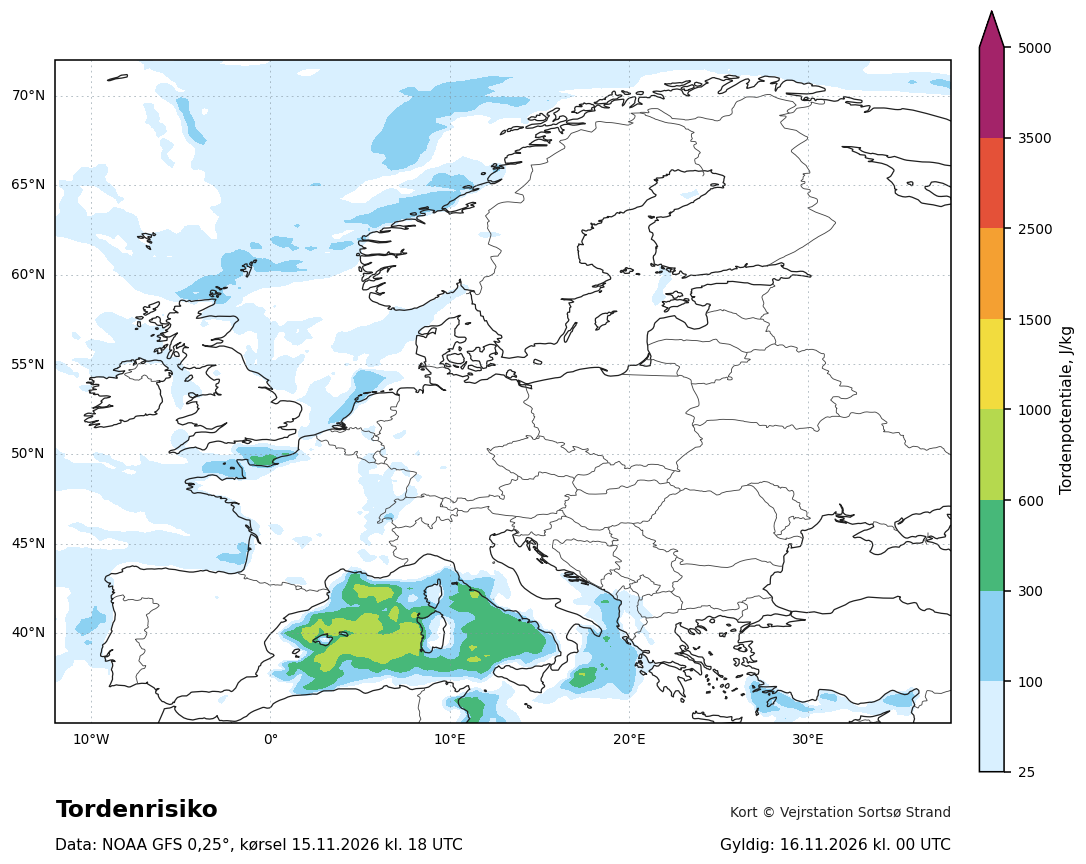 70°N
65°N
60°N
55°N
50°N
45°N
40°N
10°W
0°
10°E
20°E
30°E
5000
3500
2500
1500
1000
600
300
100
25
Tordenpotentiale, J/kg
Tordenrisiko
Kort © Vejrstation Sortsø Strand
Data: NOAA GFS 0,25°, kørsel 15.11.2026 kl. 18 UTC
Gyldig: 16.11.2026 kl. 00 UTC